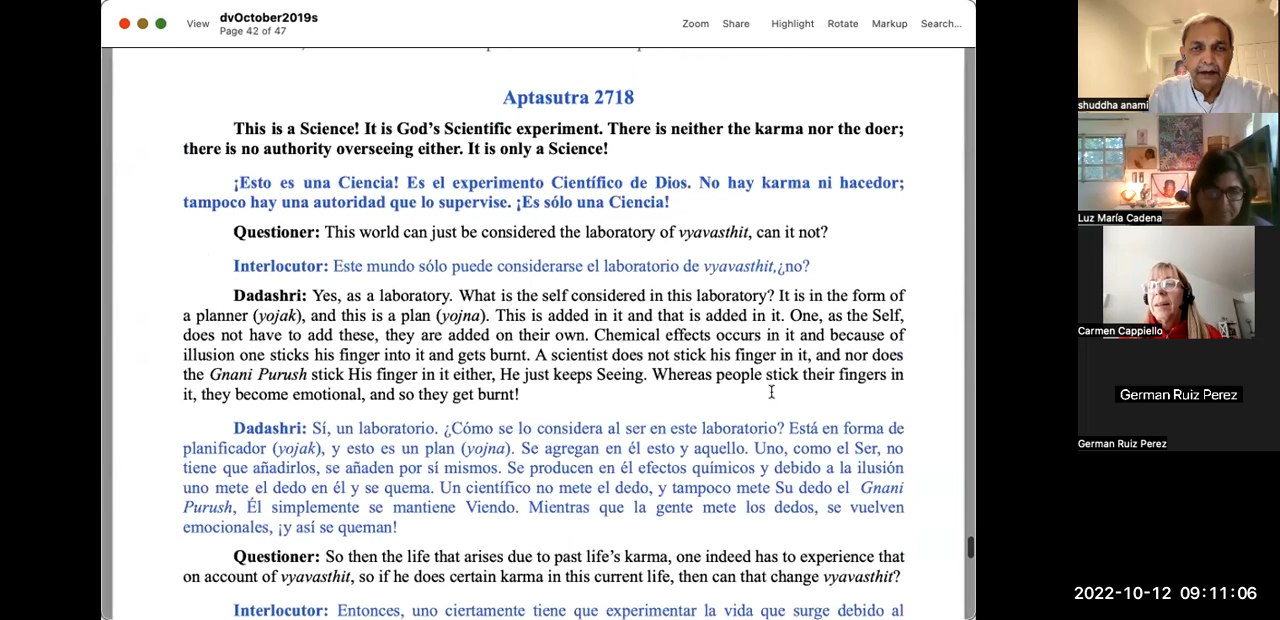 View
dvOctober2019s
Page 42 of 47
Zoom Share Highlight Rotate Markup Search...
Aptasutra 2718
This is a Science! It is God's Scientific experiment. There is neither the karma nor the doer;
there is no authority overseeing either. It is only a Science!
¡Esto es una Ciencia! Es el experimento Científico de Dios. No hay karma ni hacedor;
tampoco hay una autoridad que lo supervise. ¡Es sólo una Ciencia!
Questioner: This world can just be considered the laboratory of vyavasthit, can it not?
Interlocutor: Este mundo sólo puede considerarse el laboratorio de vyavasthit,¿no?
Dadashri: Yes, as a laboratory. What is the self considered in this laboratory? It is in the form of
a planner (yojak), and this is a plan (yojna). This is added in it and that is added in it. One, as the Self,
does not have to add these, they are added on their own. Chemical effects occurs in it and because of
illusion one sticks his finger into it and gets burnt. A scientist does not stick his finger in it, and nor does
the Gnani Purush stick His finger in it either, He just keeps Seeing. Whereas people stick their fingers in
it, they become emotional, and so they get burnt!
Dadashri: Sí, un laboratorio. ¿Cómo se lo considera al ser en este laboratorio? Está en forma de
planificador (yojak), y esto es un plan (yojna). Se agregan en él esto y aquello. Uno, como el Ser, no
tiene que añadirlos, se añaden por sí mismos. Se producen en él efectos químicos y debido a la ilusión
uno mete el dedo en él y se quema. Un científico no mete el dedo, y tampoco mete Su dedo el Gnani
Purush, Él simplemente se mantiene Viendo. Mientras que la gente mete los dedos, se vuelven
emocionales, ¡y así se queman!
Questioner: So then the life that arises due to past life's karma, one indeed has to experience that
on account of vyavasthit, so if he does certain karma in this current life, then can that change vyavasthit?
Interlocutor: Entonces, uno ciertamente tiene que experimentar la vida que surge debido al
shuddha anami
Luz María Cadena
Carmen Cappiello
German Ruiz Perez
German Ruiz Perez
2022-10-12 09:11:06